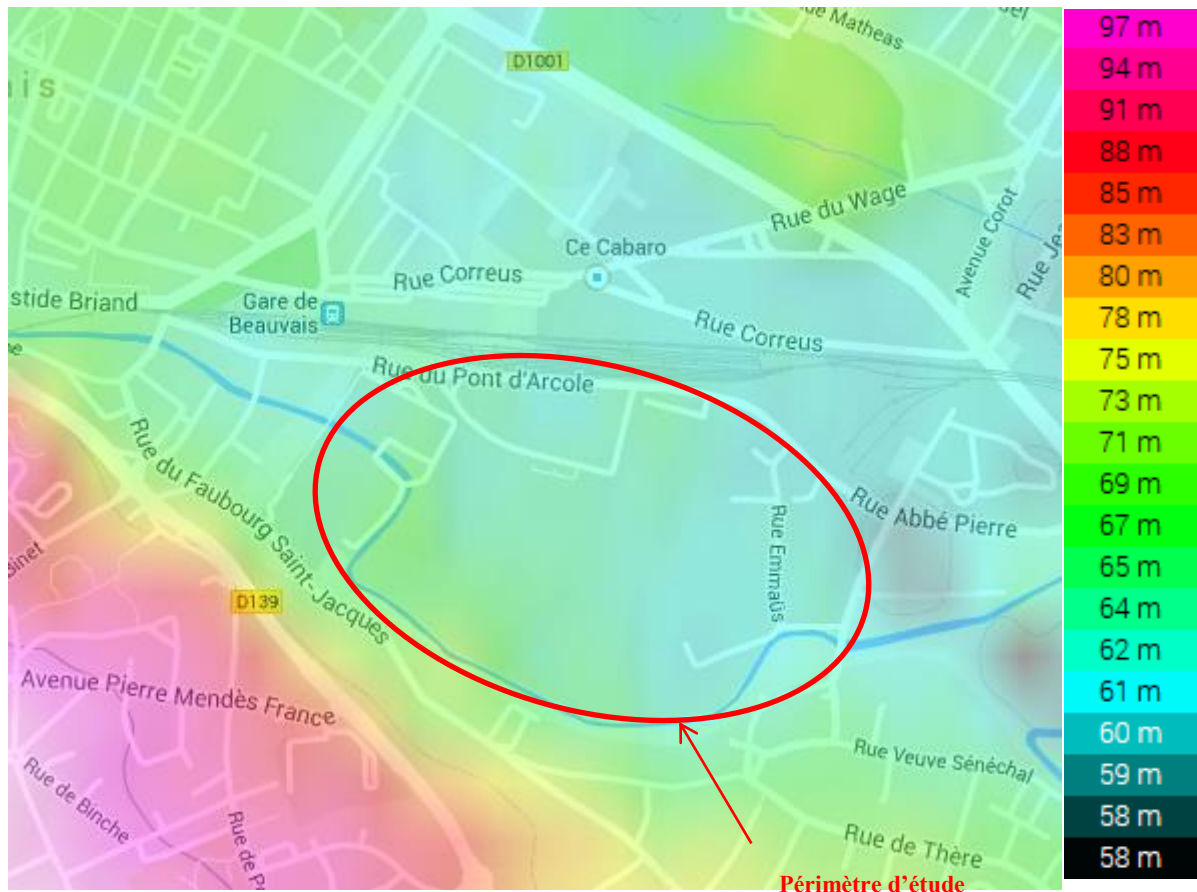 Rue Matheas
D1001
Rue du Wage
Avenue Corot
Ce Cabaro
Rue Correus
stide Briand
Gare de
Beauvais
Rue Correus
Rue du Pont d'Arcole
Rue du Faubourg Saint-Jacques
Rue Abbé Pierre
Rue Emmaüs
D139
Avenue Pierre Mendès France
Rue de Binche
Rue Veuve Sénéchal
Rue de Thère
Périmètre d'étude
97 m
94 m
91 m
88 m
85 m
83 m
80 m
78 m
75 m
73 m
71 m
69 m
67 m
65 m
64 m
62 m
61 m
60 m
59 m
58 m
58 m